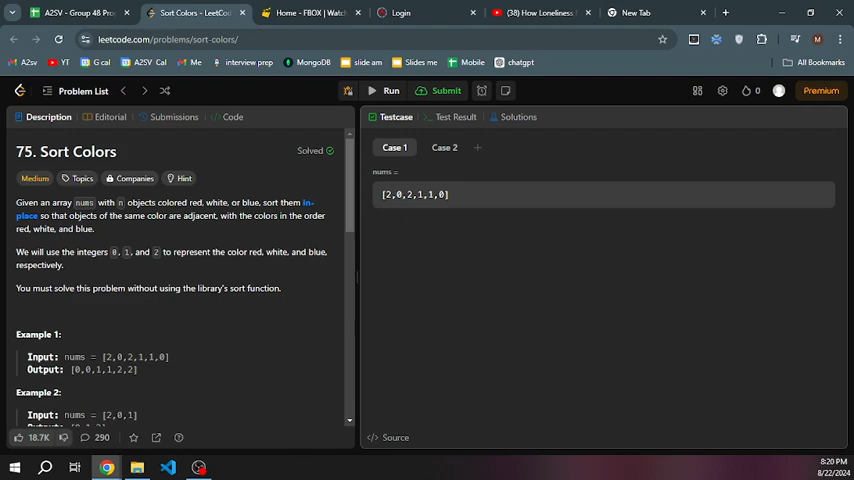 A2SV - Group 48 Prog
Sort Colors - LeetCode
Home - FBOX | Watch
Login
(38) How Loneliness
New Tab
leetcode.com/problems/sort-colors/
A2sv
YT
G cal
A2SV Cal
Me
interview prep
MongoDB
slide am
Slides me
Mobile
chatgpt
All Bookmarks
Problem List
Run
Submit
0
Premium
Description
Editorial
Submissions
Code
Testcase
Test Result
Solutions
75. Sort Colors
Solved
Case 1
Case 2
Medium
Topics
Companies
Hint
nums =
[2,0,2,1,1,0]
Given an array nums with n objects colored red, white, or blue, sort them in-
place so that objects of the same color are adjacent, with the colors in the order
red, white, and blue.
We will use the integers 0, 1, and 2 to represent the color red, white, and blue,
respectively.
You must solve this problem without using the library's sort function.
Example 1:
Input: nums = [2,0,2,1,1,0]
Output: [0,0,1,1,2,2]
Example 2:
Input: nums = [2,0,1]
Output: [0,1,2]
18.7K
290
Source
8:20 PM
8/22/2024